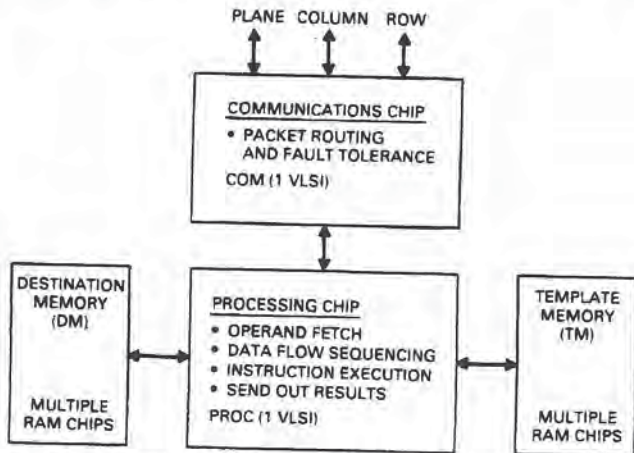 PLANE COLUMN ROW
COMMUNICATIONS CHIP
• PACKET ROUTING
AND FAULT TOLERANCE
COM (1 VLSI)
DESTINATION
MEMORY
(DM)
MULTIPLE
RAM CHIPS
PROCESSING CHIP
• OPERAND FETCH
• DATA FLOW SEQUENCING
• INSTRUCTION EXECUTION
• SEND OUT RESULTS
PROC (1 VLSI)
TEMPLATE
MEMORY
(TM)
MULTIPLE
RAM CHIPS